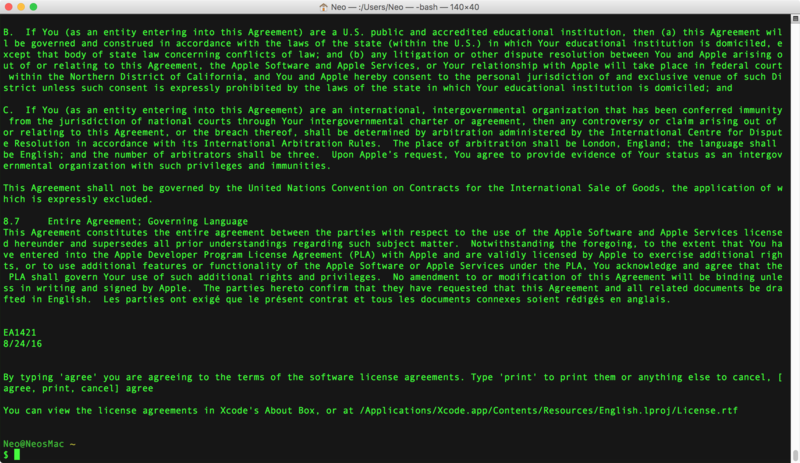 Neo — :/Users/Neo — -bash — 140×40
B.  If You (as an entity entering into this Agreement) are a U.S. public and accredited educational institution, then (a) this Agreement wil
l be governed and construed in accordance with the laws of the state (within the U.S.) in which Your educational institution is domiciled, e
xcept that body of state law concerning conflicts of law; and (b) any litigation or other dispute resolution between You and Apple arising o
ut of or relating to this Agreement, the Apple Software and Apple Services, or Your relationship with Apple will take place in federal court
 within the Northern District of California, and You and Apple hereby consent to the personal jurisdiction of and exclusive venue of such Di
strict unless such consent is expressly prohibited by the laws of the state in which Your educational institution is domiciled; and
C.  If You (as an entity entering into this Agreement) are an international, intergovernmental organization that has been conferred immunity
 from the jurisdiction of national courts through Your intergovernmental charter or agreement, then any controversy or claim arising out of
or relating to this Agreement, or the breach thereof, shall be determined by arbitration administered by the International Centre for Disput
e Resolution in accordance with its International Arbitration Rules.  The place of arbitration shall be London, England; the language shall
be English; and the number of arbitrators shall be three.  Upon Apple's request, You agree to provide evidence of Your status as an intergov
ernmental organization with such privileges and immunities.
This Agreement shall not be governed by the United Nations Convention on Contracts for the International Sale of Goods, the application of w
hich is expressly excluded.
8.7     Entire Agreement; Governing Language
This Agreement constitutes the entire agreement between the parties with respect to the use of the Apple Software and Apple Services license
d hereunder and supersedes all prior understandings regarding such subject matter.  Notwithstanding the foregoing, to the extent that You ha
ve entered into the Apple Developer Program License Agreement (PLA) with Apple and are validly licensed by Apple to exercise additional righ
ts, or to use additional features or functionality of the Apple Software or Apple Services under the PLA, You acknowledge and agree that the
 PLA shall govern Your use of such additional rights and privileges.  No amendment to or modification of this Agreement will be binding unle
ss in writing and signed by Apple.  The parties hereto confirm that they have requested that this Agreement and all related documents be dra
fted in English.  Les parties ont exigé que le présent contrat et tous les documents connexes soient rédigés en anglais.
EA1421
8/24/16
By typing 'agree' you are agreeing to the terms of the software license agreements. Type 'print' to print them or anything else to cancel, [
agree, print, cancel] agree
You can view the license agreements in Xcode's About Box, or at /Applications/Xcode.app/Contents/Resources/English.lproj/License.rtf
Neo@NeosMac ~
$